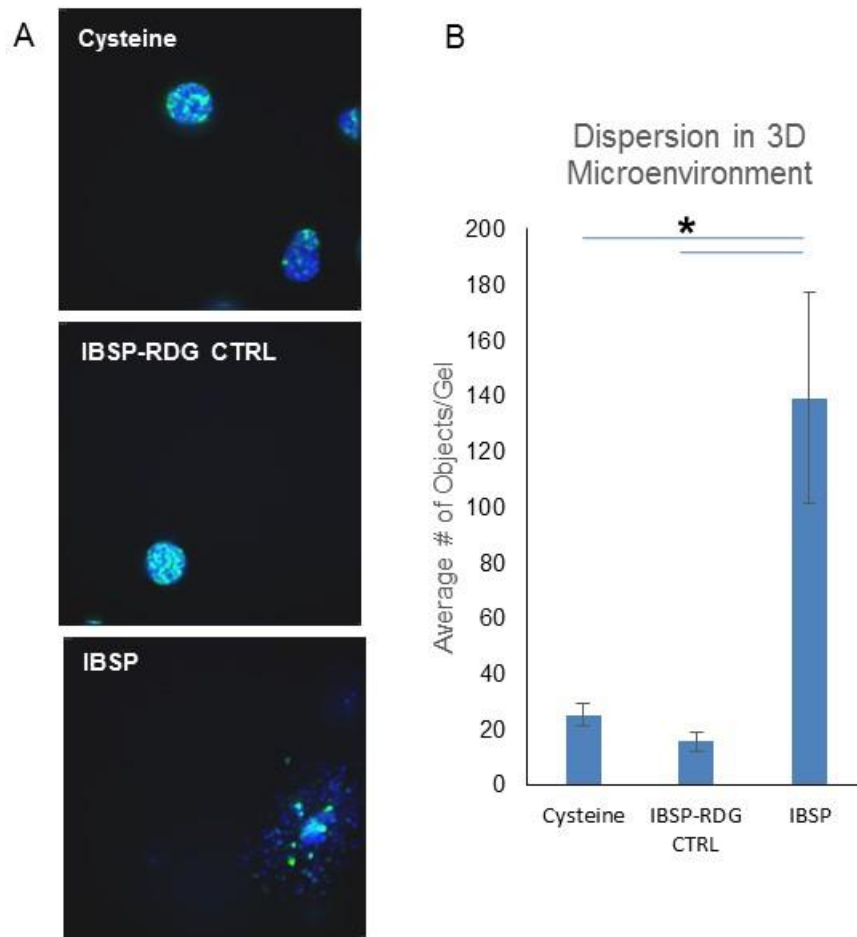 A
Cysteine
IBSP-RDG CTRL
IBSP
B
Dispersion in 3D
Microenvironment
Average # of Objects/Gel
200
180
160
140
120
100
80
60
40
20
0
*
Cysteine
IBSP-RDG
CTRL
IBSP